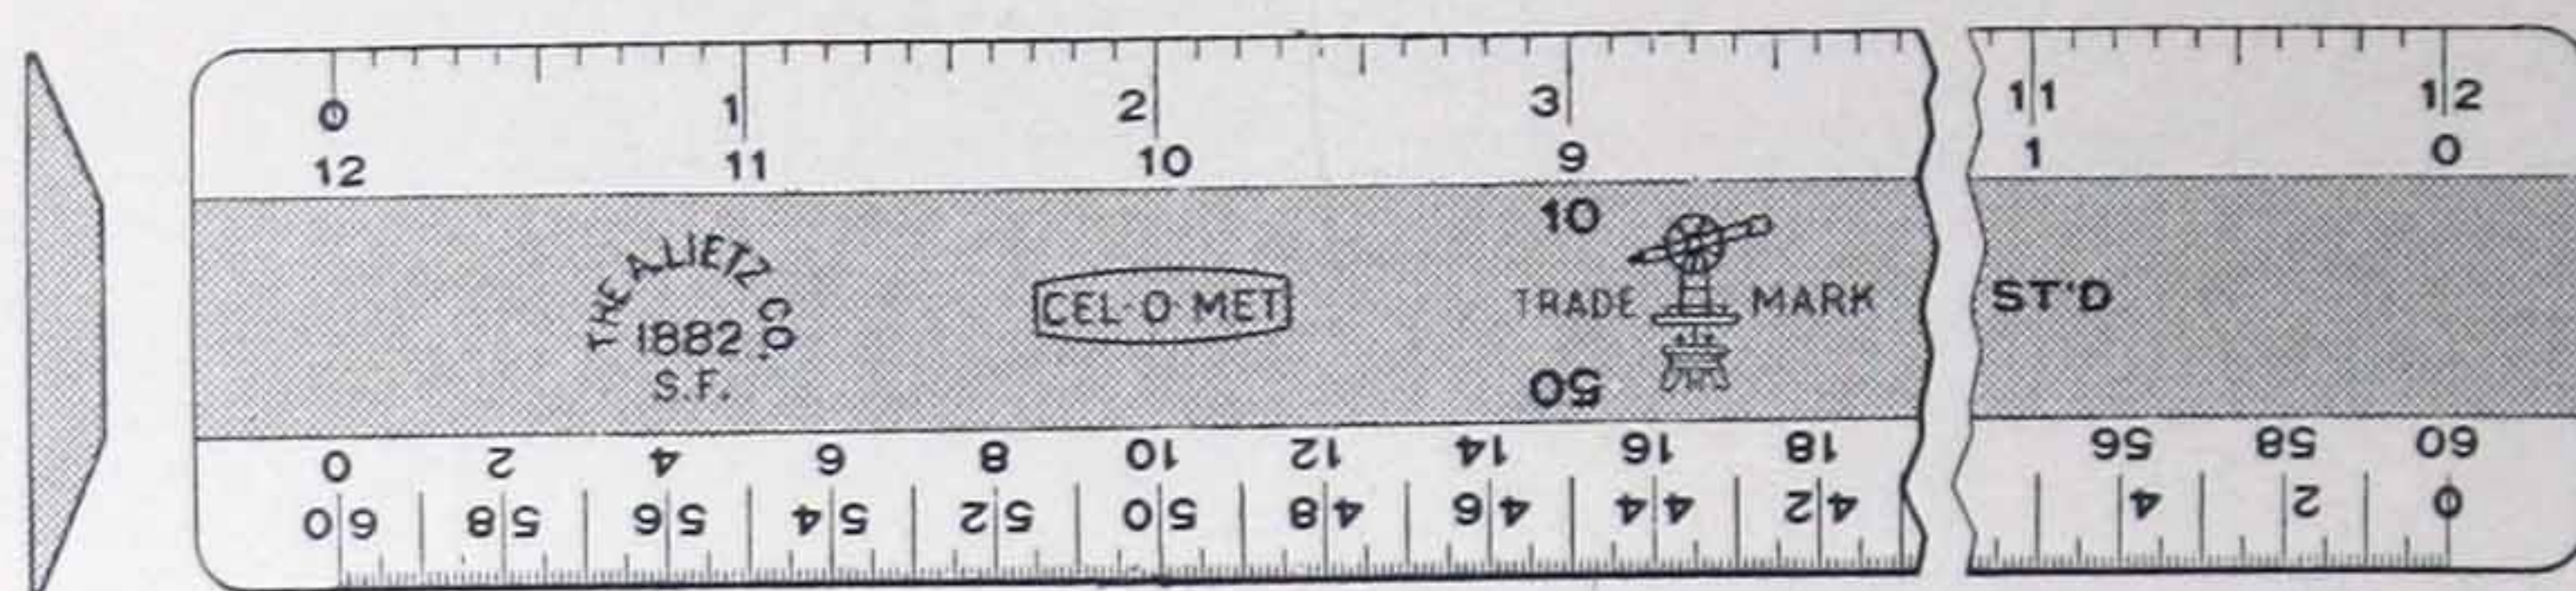 0 1 2 3 11 12
12 11 10 9 1 0
10
THE A. LIETZ CO.
1882
S.F.
CEL-O-MET
TRADE MARK
ST'D
50
0 2 4 6 8 10 12 14 16 18 56 58 60
60 58 56 54 52 50 48 46 44 42 4 2 0